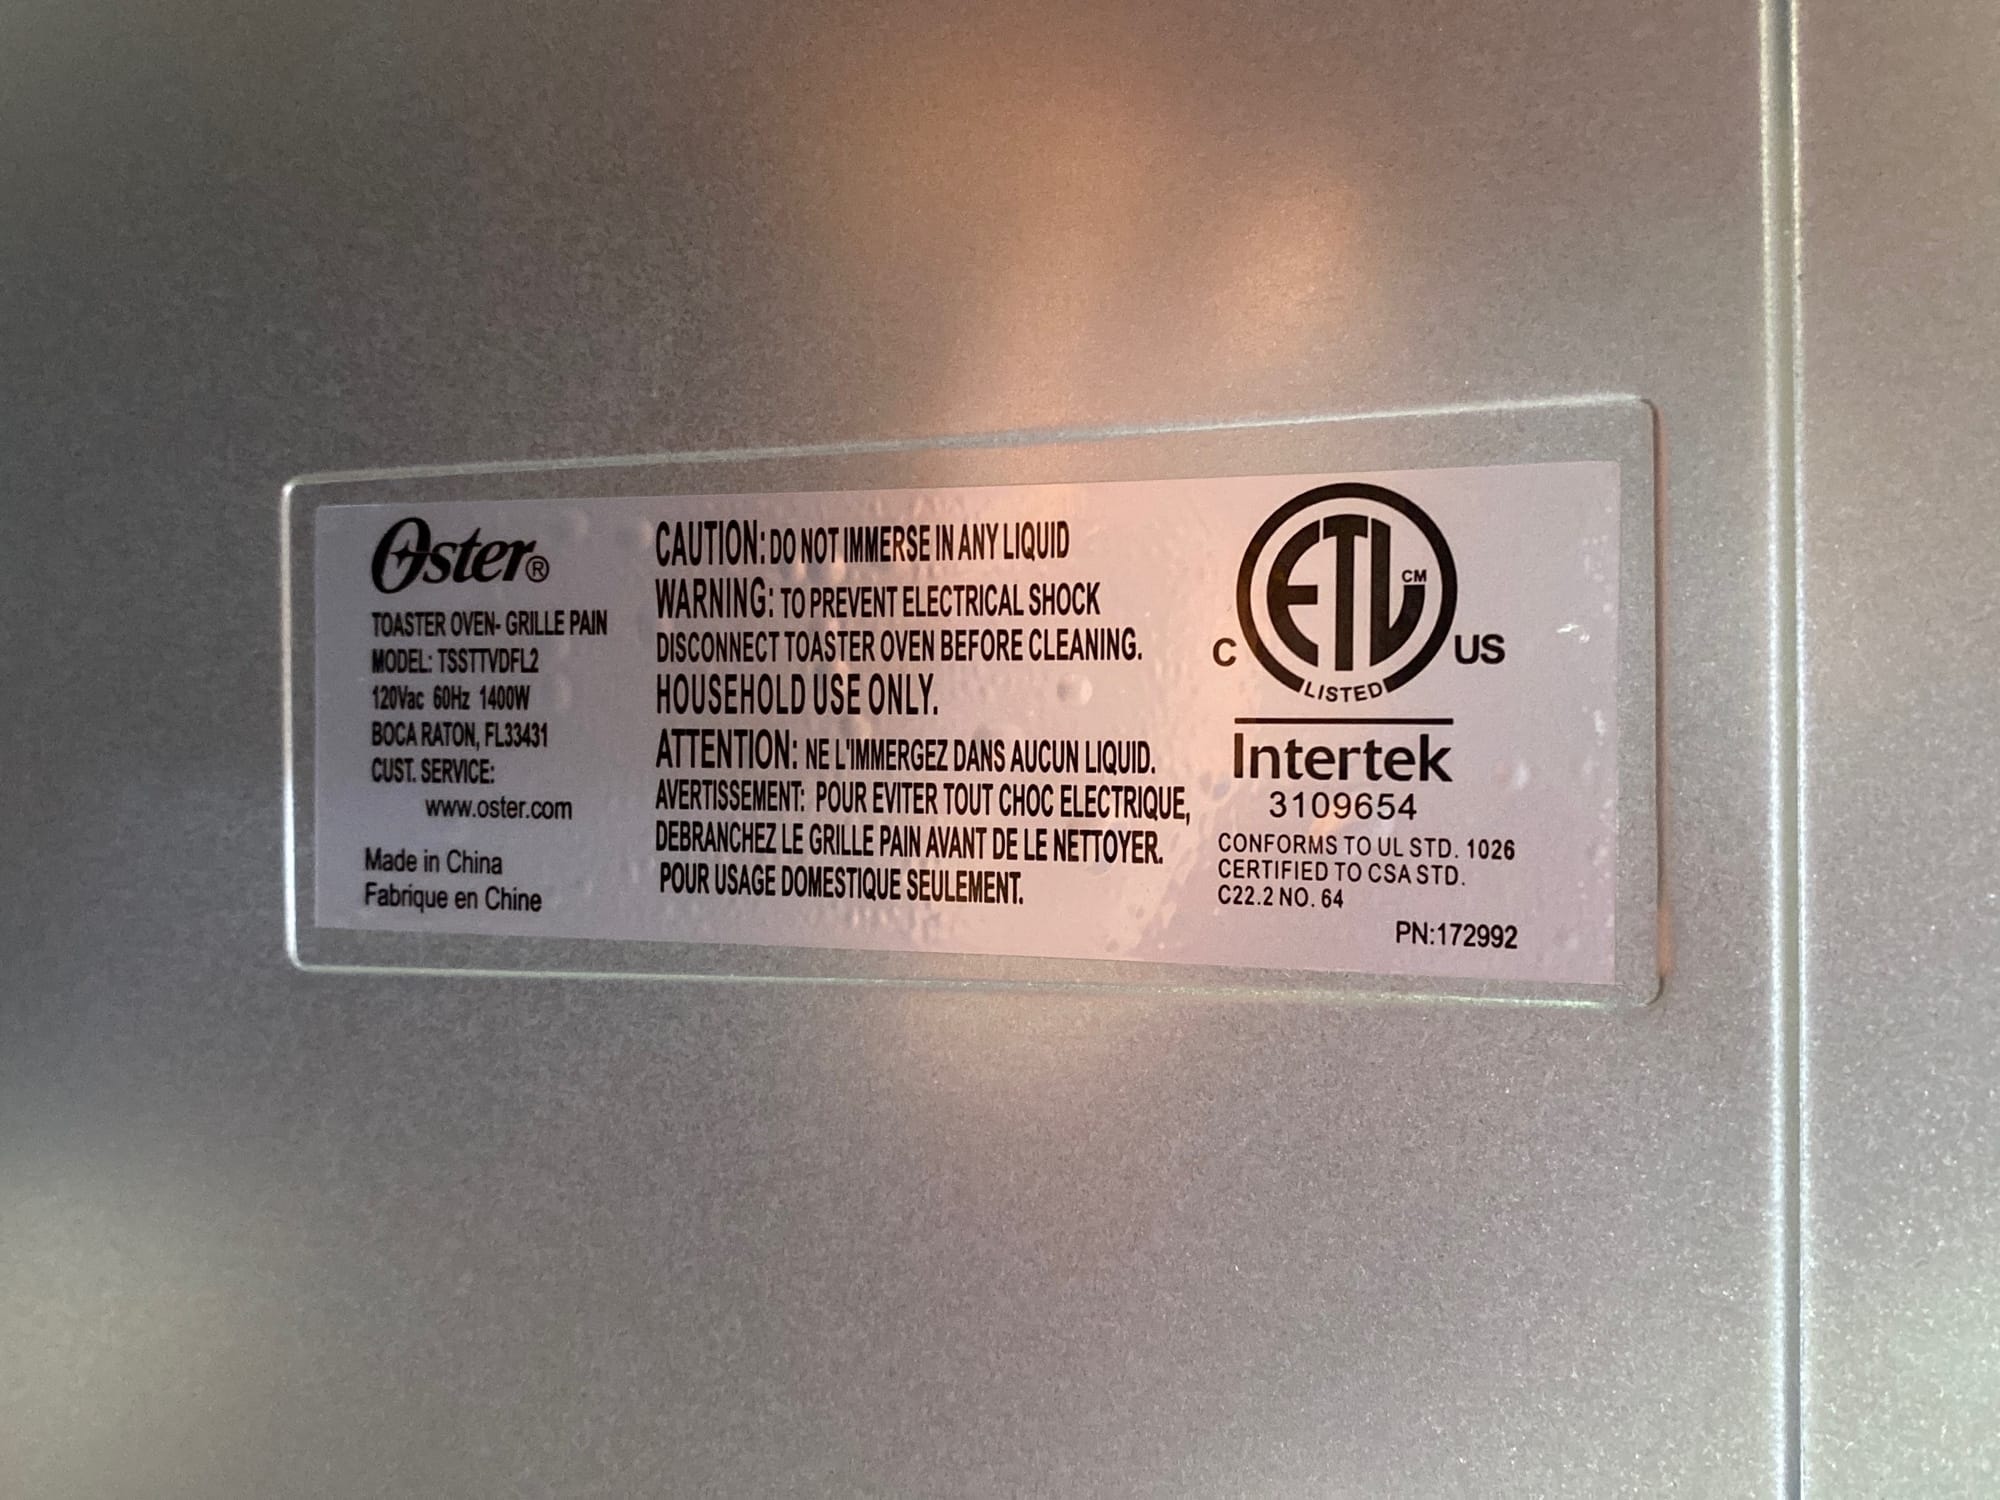 Oster®
TOASTER OVEN- GRILLE PAIN
MODEL: TSSTTVDFL2
120Vac 60Hz 1400W
BOCA RATON, FL33431
CUST. SERVICE:
www.oster.com
Made in China
Fabrique en Chine
CAUTION: DO NOT IMMERSE IN ANY LIQUID
WARNING: TO PREVENT ELECTRICAL SHOCK
DISCONNECT TOASTER OVEN BEFORE CLEANING.
HOUSEHOLD USE ONLY.
ATTENTION: NE L'IMMERGEZ DANS AUCUN LIQUID.
AVERTISSEMENT: POUR EVITER TOUT CHOC ELECTRIQUE,
DEBRANCHEZ LE GRILLE PAIN AVANT DE LE NETTOYER.
POUR USAGE DOMESTIQUE SEULEMENT.
ETL CM
C US
LISTED
Intertek
3109654
CONFORMS TO UL STD. 1026
CERTIFIED TO CSA STD.
C22.2 NO. 64
PN:172992